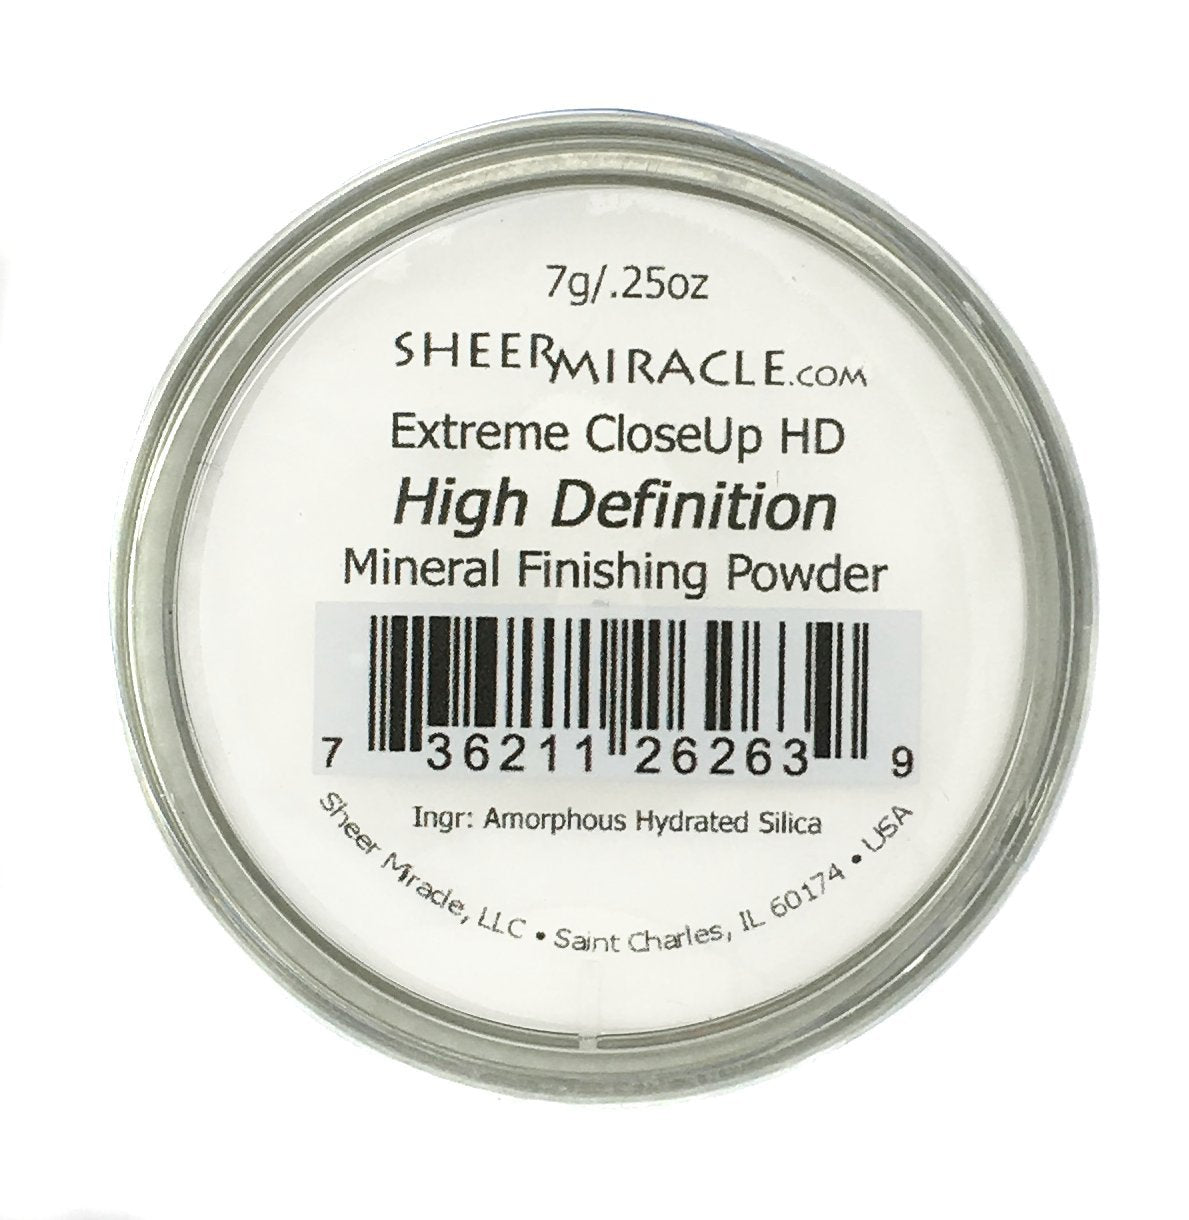 7g/.25oz
SHEERMIRACLE.COM
Extreme CloseUp HD
High Definition
Mineral Finishing Powder
7 36211 26263 9
Ingr: Amorphous Hydrated Silica
Sheer Miracle, LLC • Saint Charles, IL 60174 • USA